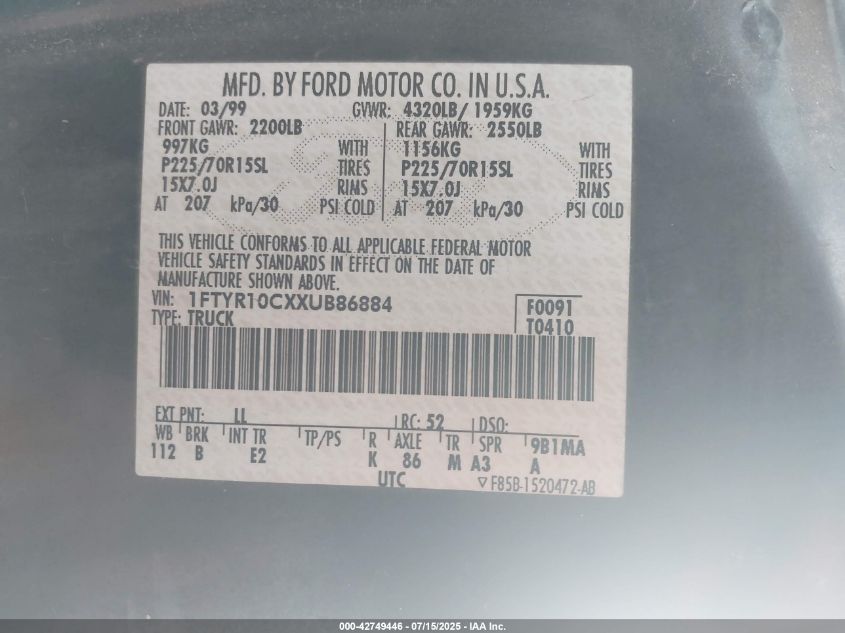 MFD. BY FORD MOTOR CO. IN U.S.A.
DATE: 03/99 GVWR: 4320LB/ 1959KG
FRONT GAWR: 2200LB REAR GAWR: 2550LB
997KG WITH 1156KG WITH
P225/70R15SL TIRES P225/70R15SL TIRES
15X7.0J RIMS 15X7.0J RIMS
AT 207 kPa/30 PSI COLD AT 207 kPa/30 PSI COLD
THIS VEHICLE CONFORMS TO ALL APPLICABLE FEDERAL MOTOR
VEHICLE SAFETY STANDARDS IN EFFECT ON THE DATE OF
MANUFACTURE SHOWN ABOVE.
VIN: 1FTYR10CXXUB86884 F0091
TYPE: TRUCK T0410
EXT PNT: LL RC: 52 DSO:
WB BRK INT TR TP/PS R AXLE TR SPR 9B1MA
112 B E2 K 86 M A3 A
UTC ▽ F85B-1520472-AB
000-42749446 - 07/15/2025 - IAA Inc.